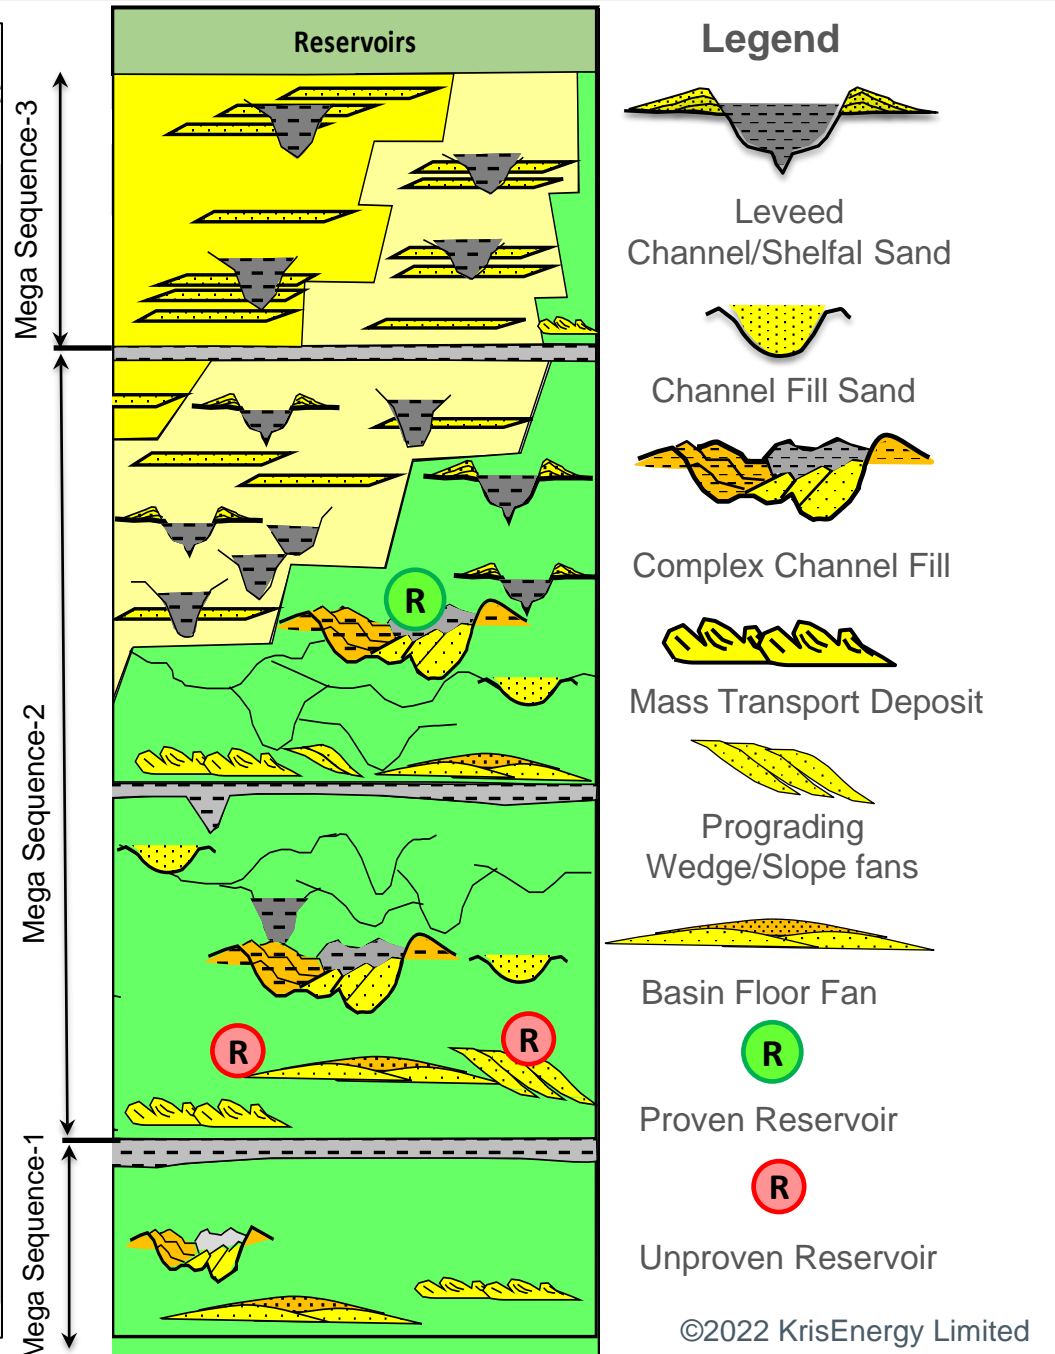 Reservoirs
Legend
Mega Sequence-3
Leveed
Channel/Shelfal Sand
Channel Fill Sand
Mega Sequence-2
Complex Channel Fill
R
Mass Transport Deposit
Prograding
Wedge/Slope fans
Basin Floor Fan
R
R
R
Proven Reservoir
Mega Sequence-1
R
Unproven Reservoir
©2022 KrisEnergy Limited